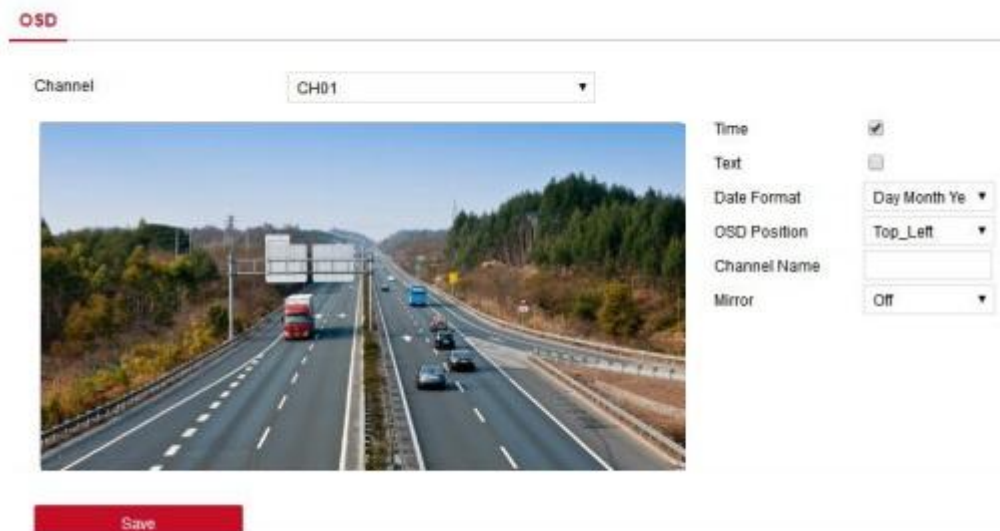 OSD
Channel
CH01
Time
Text
Date Format
Day Month Ye
OSD Position
Top_Left
Channel Name
Mirror
Off
Save